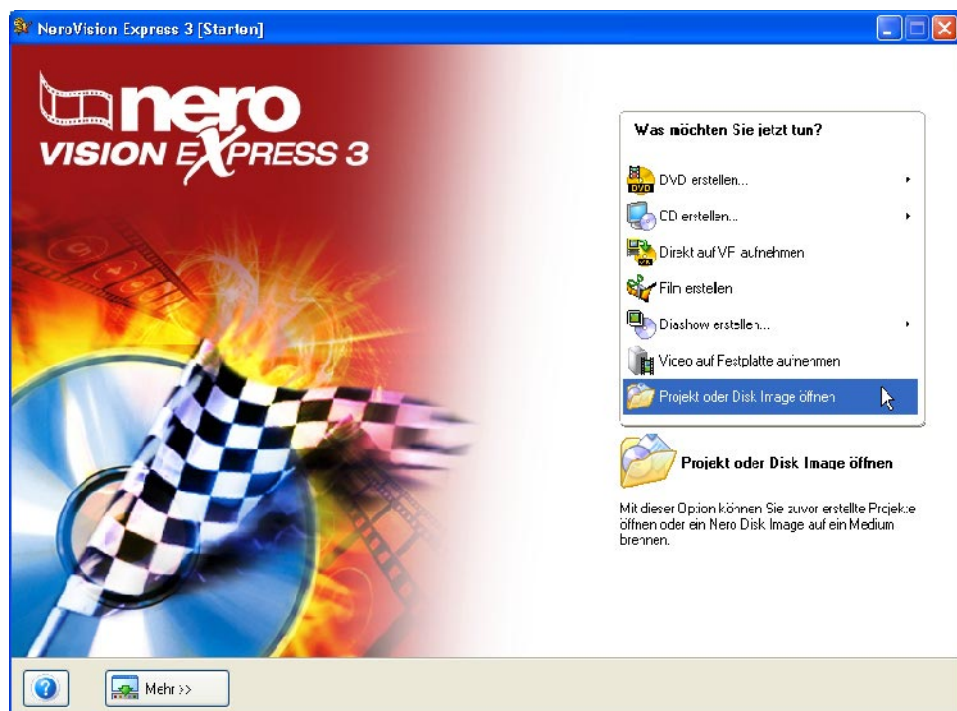 NeroVision Express 3 [Starten]
nero
VISION EXPRESS 3
Was möchten Sie jetzt tun?
DVD erstellen...
CD erstellen...
Direkt auf VR aufnehmen
Film erstellen
Diashow erstellen...
Video auf Festplatte aufnehmen
Projekt oder Disk Image öffnen
Projekt oder Disk Image öffnen
Mit dieser Option können Sie zuvor erstellte Projekte
öffnen oder ein Nero Disk Image auf ein Medium
brennen.
Mehr >>